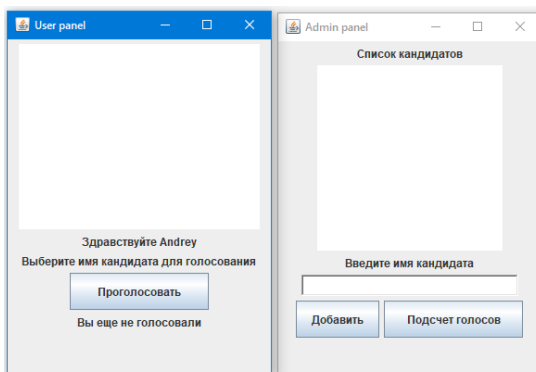 User panel
Здравствуйте Andrey
Выберите имя кандидата для голосования
Проголосовать
Вы еще не голосовали
Admin panel
Список кандидатов
Введите имя кандидата
Добавить
Подсчет голосов